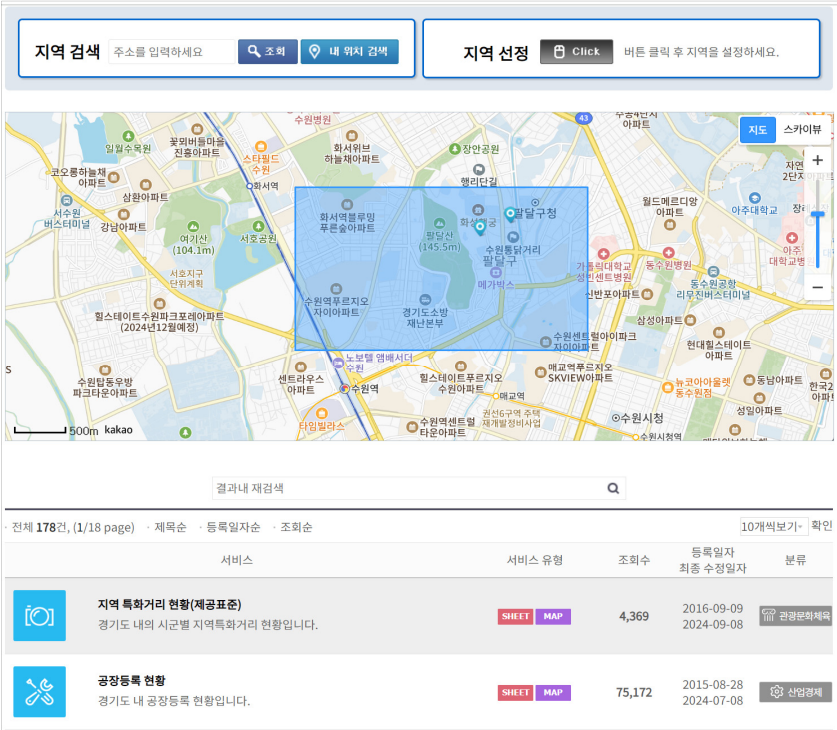 지역 검색 주소를 입력하세요 조회 내 위치 검색 지역 선정 Click 버튼 클릭 후 지역을 설정하세요.
수원병원 43 아파트
지도 스카이뷰
일월수목원 꽃뫼버들마을 진흥아파트 스타필드 수원 화서위브 하늘채아파트 장안공원
코오롱하늘채 아파트 화서역 행리단길 자연 2단지
삼환아파트 월드메르디앙 아파트 아주대학교
서수원 버스터미널 강남아파트 여기산 (104.1m) 서호공원 화서역블루밍 푸른숲아파트 팔달산 (145.5m) 팔달구청
수원통닭거리 팔달구 메가박스 가톨릭대학교 성빈센트병원 동수원병원 아주 대학교병
서호지구 단위계획 동수원공항 리무진버스터미널
힐스테이트수원파크포레아파트 (2024년12월예정) 수원역푸르지오 자이아파트 경기도소방 재난본부 신반포아파트
삼성아파트
수원센트럴아이파크 자이아파트 현대힐스테이트 아파트
S
노보텔 앰배서더 수원
수원탑동우방 파크타운아파트 센트라우스 아파트 수원역 힐스테이트푸르지오 수원아파트 매교역푸르지오 SKVIEW아파트 뉴코아아울렛 동수원점 동남아파트 한국2 아파트
매교역
성일아파트
타임빌라스 수원역센트럴 타운아파트 권선6구역 주택 재개발정비사업 수원시청
500m kakao 수원시청역
결과내 재검색
· 전체 178건, (1/18 page) · 제목순 · 등록일자순 · 조회순 10개씩보기 확인
서비스 서비스 유형 조회수 등록일자 최종 수정일자 분류
지역 특화거리 현황(제공표준)
경기도 내의 시군별 지역특화거리 현황입니다.
SHEET MAP 4,369 2016-09-09 2024-09-08 관광문화체육
공장등록 현황
경기도 내 공장등록 현황입니다.
SHEET MAP 75,172 2015-08-28 2024-07-08 산업경제